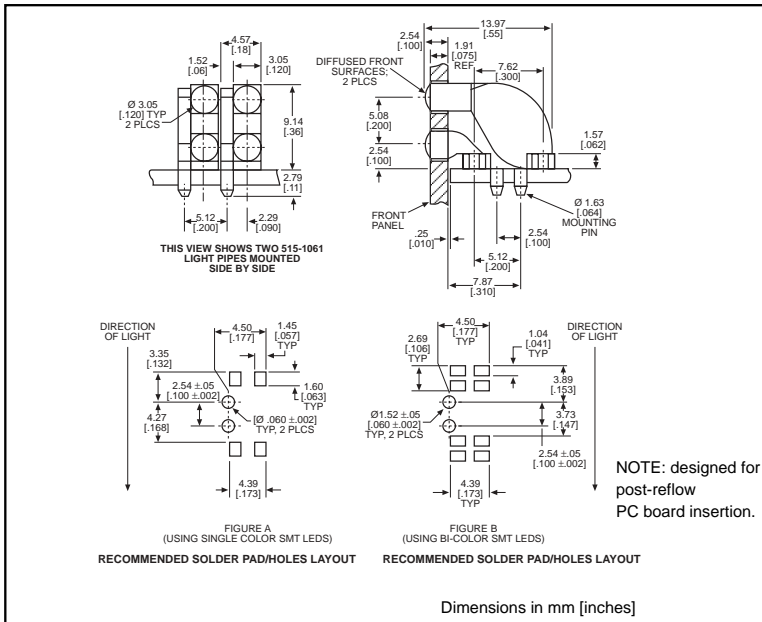 4.57
[.18]
1.52
[.06]
3.05
[.120]
Ø 3.05
[.120] TYP
2 PLCS
9.14
[.36]
2.79
[.11]
5.12
[.200]
2.29
[.090]
THIS VIEW SHOWS TWO 515-1061
LIGHT PIPES MOUNTED
SIDE BY SIDE
13.97
[.55]
2.54
[.100]
1.91
[.075]
REF
7.62
[.300]
DIFFUSED FRONT
SURFACES;
2 PLCS
5.08
[.200]
2.54
[.100]
1.57
[.062]
FRONT
PANEL
Ø 1.63
[.064]
MOUNTING
PIN
.25
[.010]
2.54
[.100]
5.12
[.200]
7.87
[.310]
DIRECTION
OF LIGHT
4.50
[.177]
1.45
[.057]
TYP
3.35
[.132]
2.54 ±.05
[.100 ±.002]
1.60
[.063]
TYP
4.27
[.168]
[Ø .060 ±.002]
TYP, 2 PLCS
4.39
[.173]
FIGURE A
(USING SINGLE COLOR SMT LEDS)
RECOMMENDED SOLDER PAD/HOLES LAYOUT
4.50
[.177]
TYP
2.69
[.106]
TYP
1.04
[.041]
TYP
DIRECTION
OF LIGHT
3.89
[.153]
Ø1.52 ±.05
[.060 ±.002]
TYP, 2 PLCS
3.73
[.147]
2.54 ±.05
[.100 ±.002]
4.39
[.173]
TYP
FIGURE B
(USING BI-COLOR SMT LEDS)
RECOMMENDED SOLDER PAD/HOLES LAYOUT
NOTE: designed for
post-reflow
PC board insertion.
Dimensions in mm [inches]